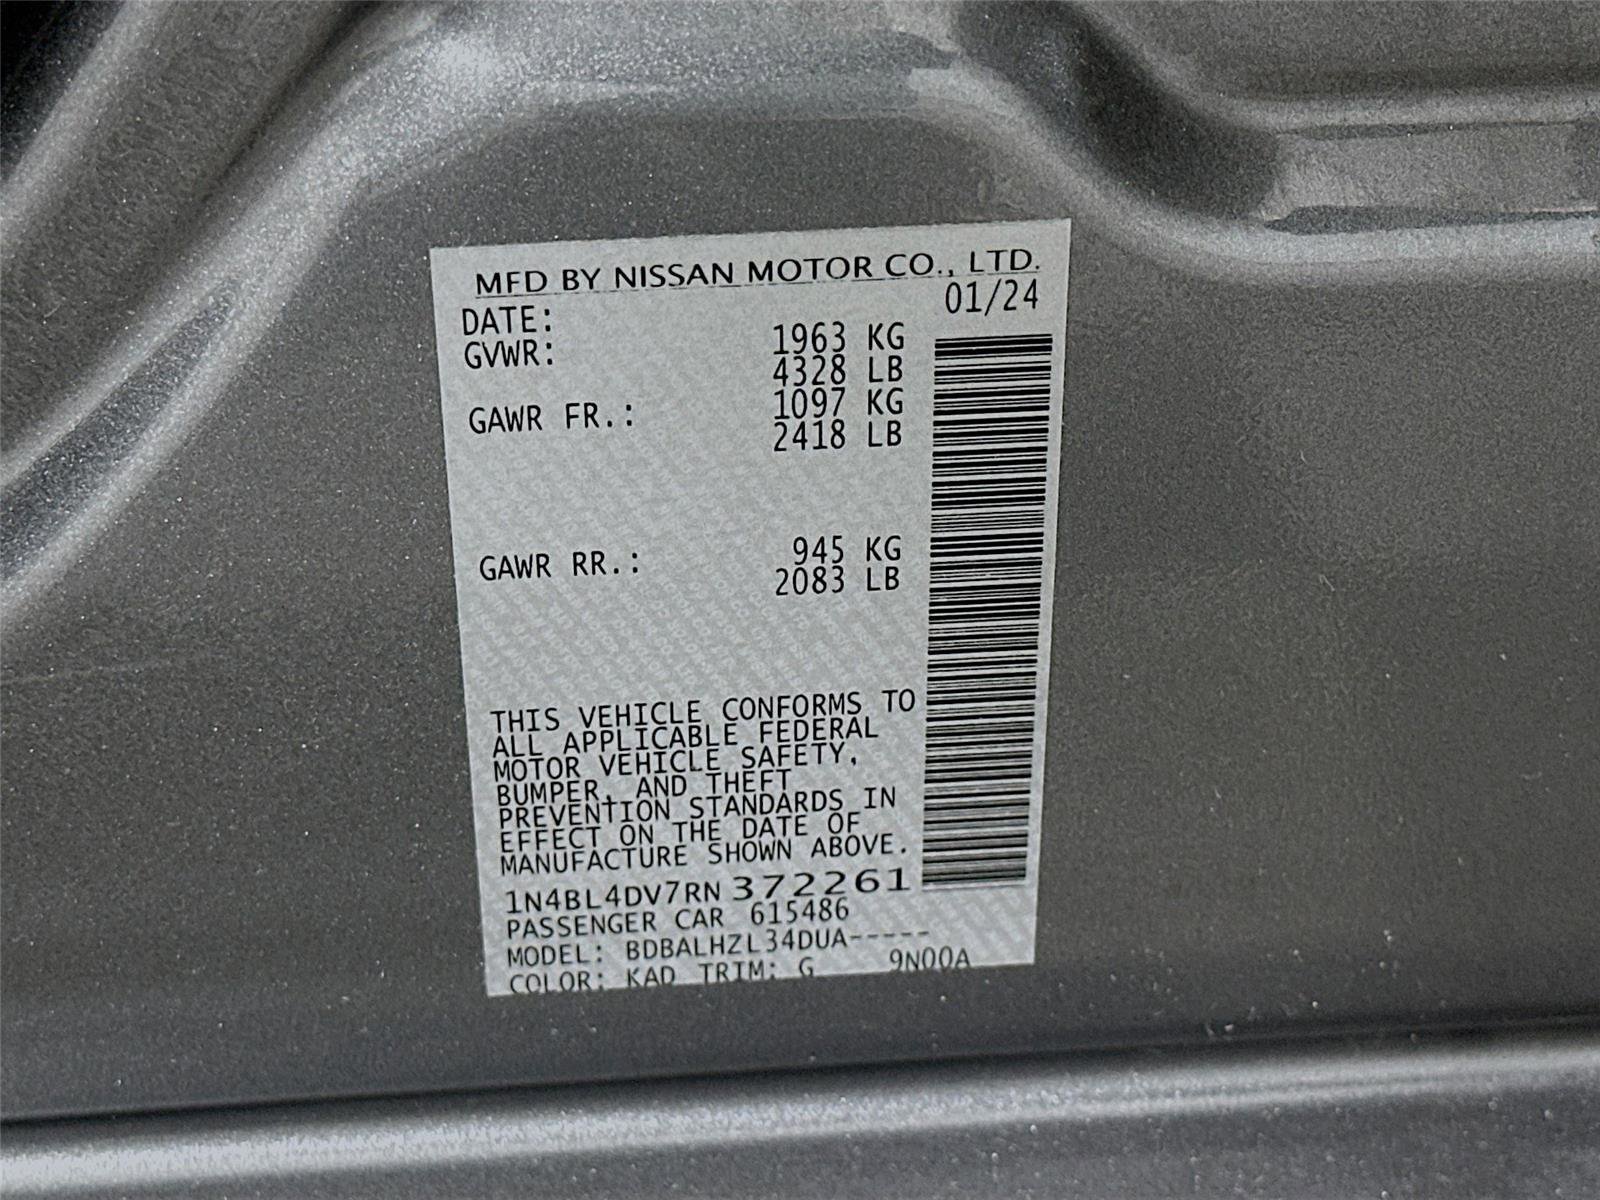 MFD BY NISSAN MOTOR CO., LTD.
DATE: 01/24
GVWR: 1963 KG
4328 LB
GAWR FR.: 1097 KG
2418 LB
GAWR RR.: 945 KG
2083 LB
THIS VEHICLE CONFORMS TO
ALL APPLICABLE FEDERAL
MOTOR VEHICLE SAFETY,
BUMPER, AND THEFT
PREVENTION STANDARDS IN
EFFECT ON THE DATE OF
MANUFACTURE SHOWN ABOVE.
1N4BL4DV7RN 372261
PASSENGER CAR 615486
MODEL: BDBALHZL34DUA-----
COLOR: KAD TRIM: G 9N00A